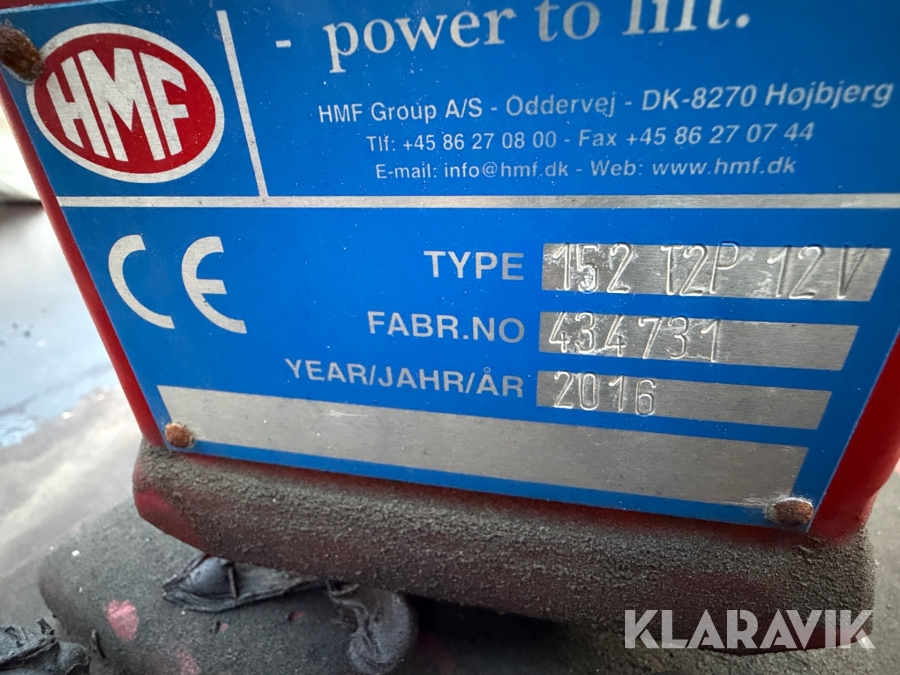 HMF
- power to lift.
HMF Group A/S - Oddervej - DK-8270 Højbjerg
Tlf: +45 86 27 08 00 - Fax +45 86 27 07 44
E-mail: info@hmf.dk - Web: www.hmf.dk
CE
TYPE 152 T2P 12V
FABR.NO 434731
YEAR/JAHR/ÅR 2016
KLARAVIK